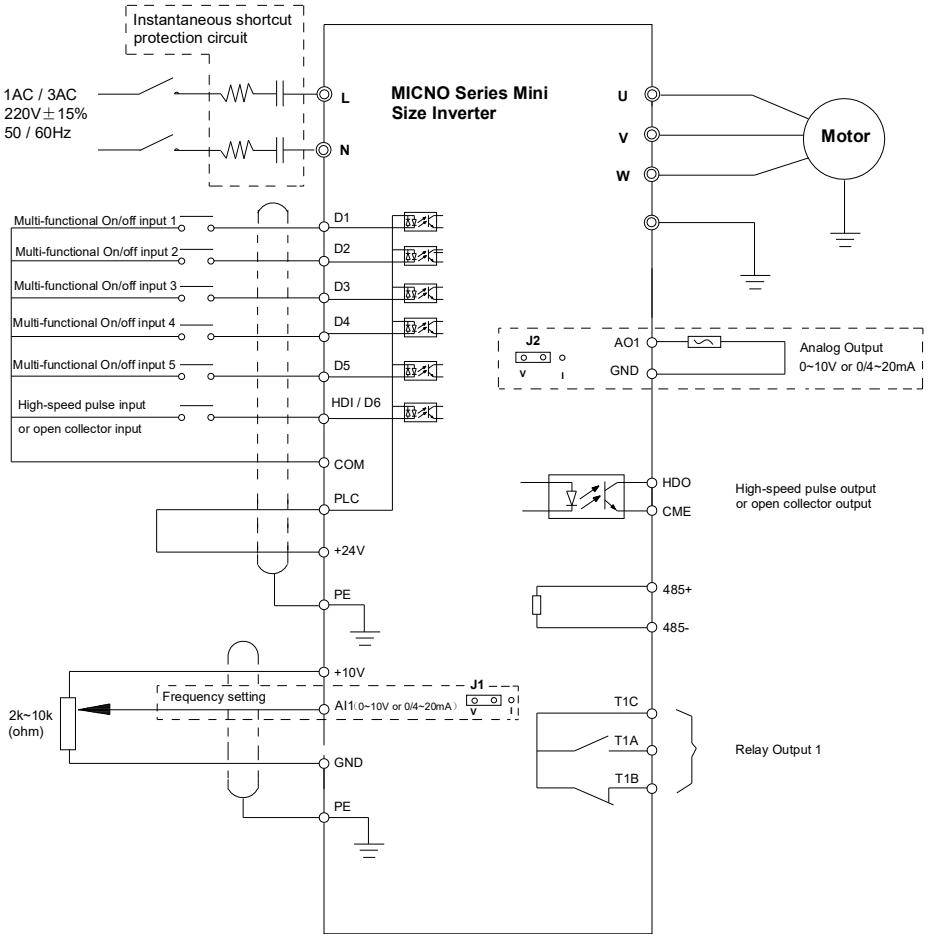 Instantaneous shortcut
protection circuit
1AC / 3AC
220V±15%
50 / 60Hz
L
N
MICNO Series Mini
Size Inverter
U
V
W
Motor
Multi-functional On/off input 1
D1
Multi-functional On/off input 2
D2
Multi-functional On/off input 3
D3
Multi-functional On/off input 4
D4
Multi-functional On/off input 5
D5
High-speed pulse input
or open collector input
HDI / D6
COM
PLC
+24V
PE
J2
V
I
AO1
GND
Analog Output
0~10V or 0/4~20mA
HDO
CME
High-speed pulse output
or open collector output
485+
485-
+10V
Frequency setting
AI1(0~10V or 0/4~20mA)
J1
V
I
2k~10k
(ohm)
GND
PE
T1C
T1A
T1B
Relay Output 1